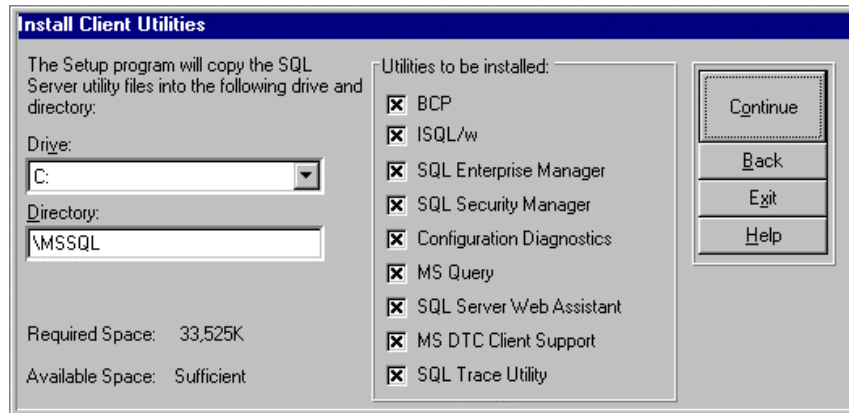 Install Client Utilities
The Setup program will copy the SQL
Server utility files into the following drive and
directory:
Drive:
C:
Directory:
\MSSQL
Required Space: 33,525K
Available Space: Sufficient
Utilities to be installed:
BCP
ISQL/w
SQL Enterprise Manager
SQL Security Manager
Configuration Diagnostics
MS Query
SQL Server Web Assistant
MS DTC Client Support
SQL Trace Utility
Continue
Back
Exit
Help